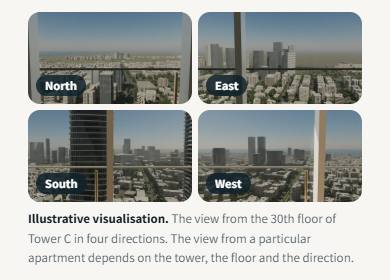 North
East
South
West
Illustrative visualisation. The view from the 30th floor of
Tower C in four directions. The view from a particular
apartment depends on the tower, the floor and the direction.